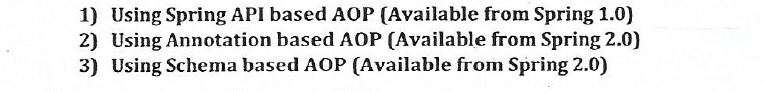 1) Using Spring API based AOP (Available from Spring 1.0)
2) Using Annotation based AOP (Available from Spring 2.0)
3) Using Schema based AOP (Available from Spring 2.0)